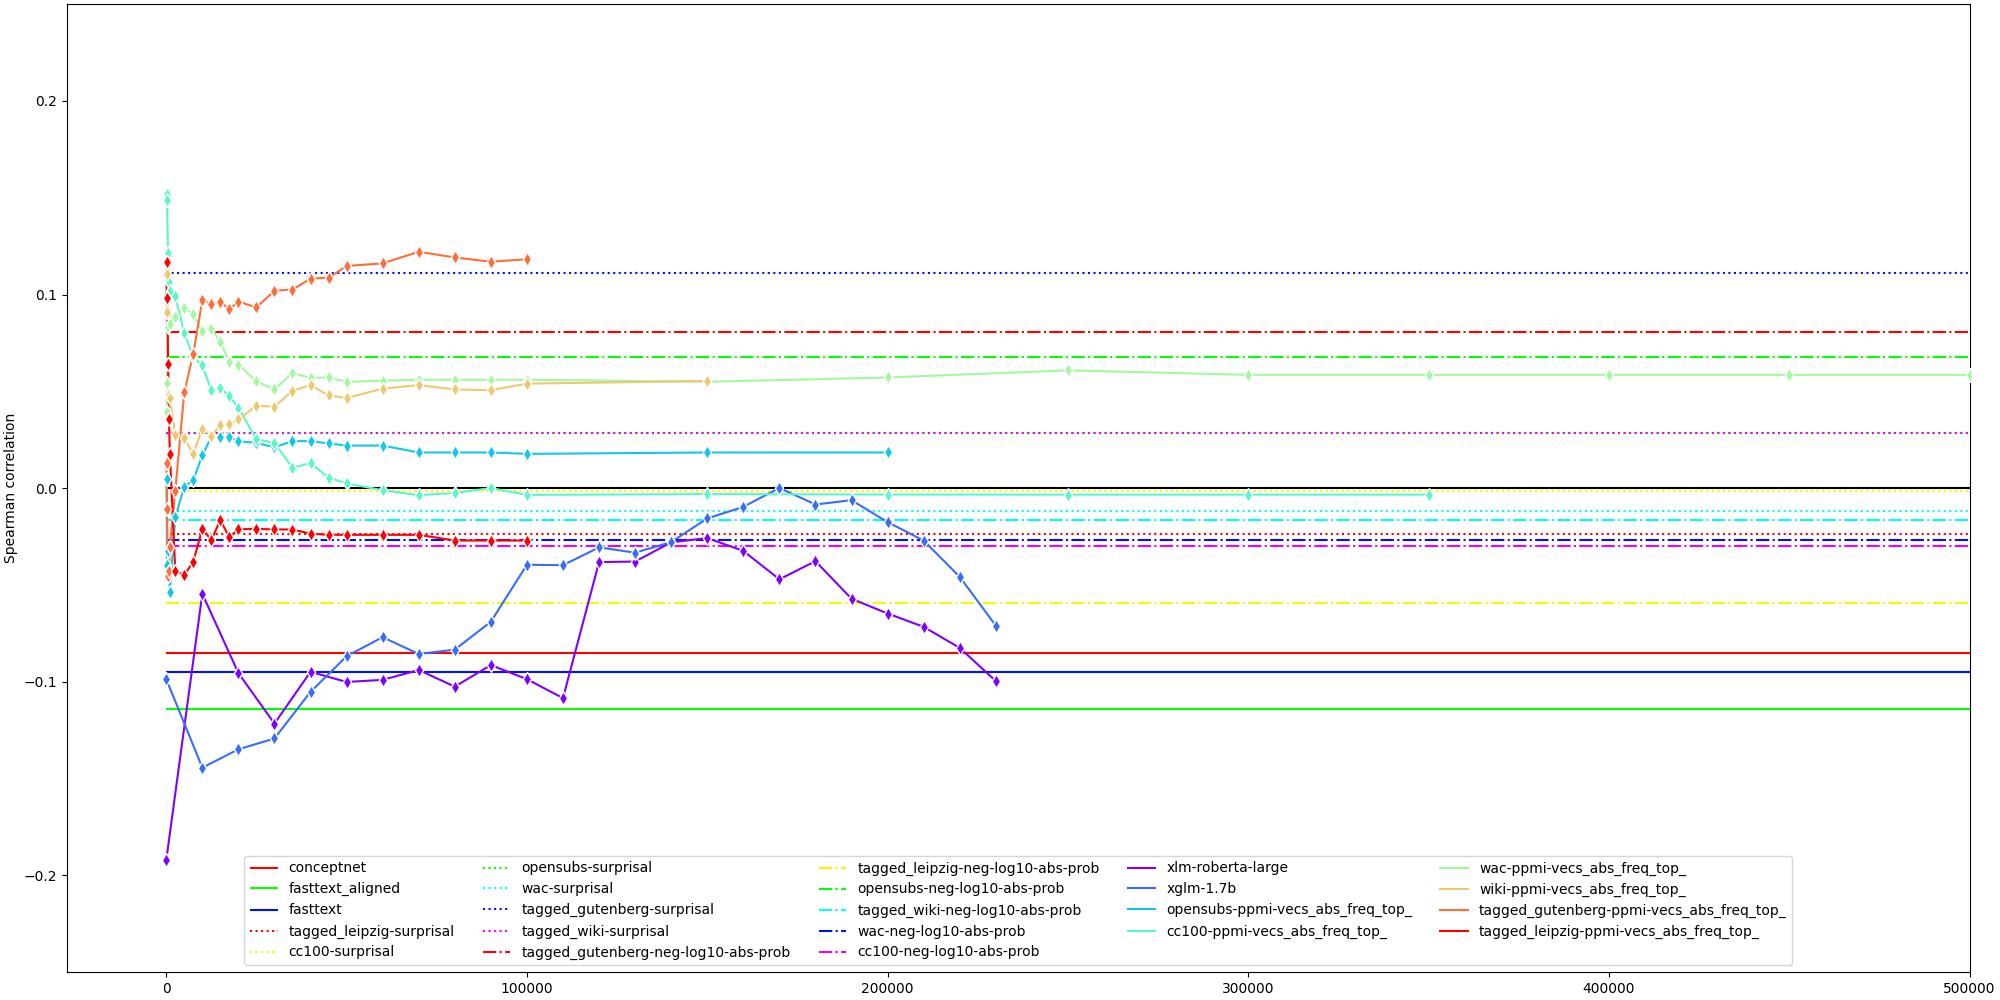 0.2
0.1
0.0
−0.1
−0.2
Spearman correlation
conceptnet
fasttext_aligned
fasttext
tagged_leipzig-surprisal
cc100-surprisal
opensubs-surprisal
wac-surprisal
tagged_gutenberg-surprisal
tagged_wiki-surprisal
tagged_gutenberg-neg-log10-abs-prob
tagged_leipzig-neg-log10-abs-prob
opensubs-neg-log10-abs-prob
tagged_wiki-neg-log10-abs-prob
wac-neg-log10-abs-prob
cc100-neg-log10-abs-prob
xlm-roberta-large
xglm-1.7b
opensubs-ppmi-vecs_abs_freq_top_
cc100-ppmi-vecs_abs_freq_top_
wac-ppmi-vecs_abs_freq_top_
wiki-ppmi-vecs_abs_freq_top_
tagged_gutenberg-ppmi-vecs_abs_freq_top_
tagged_leipzig-ppmi-vecs_abs_freq_top_
0 100000 200000 300000 400000 500000